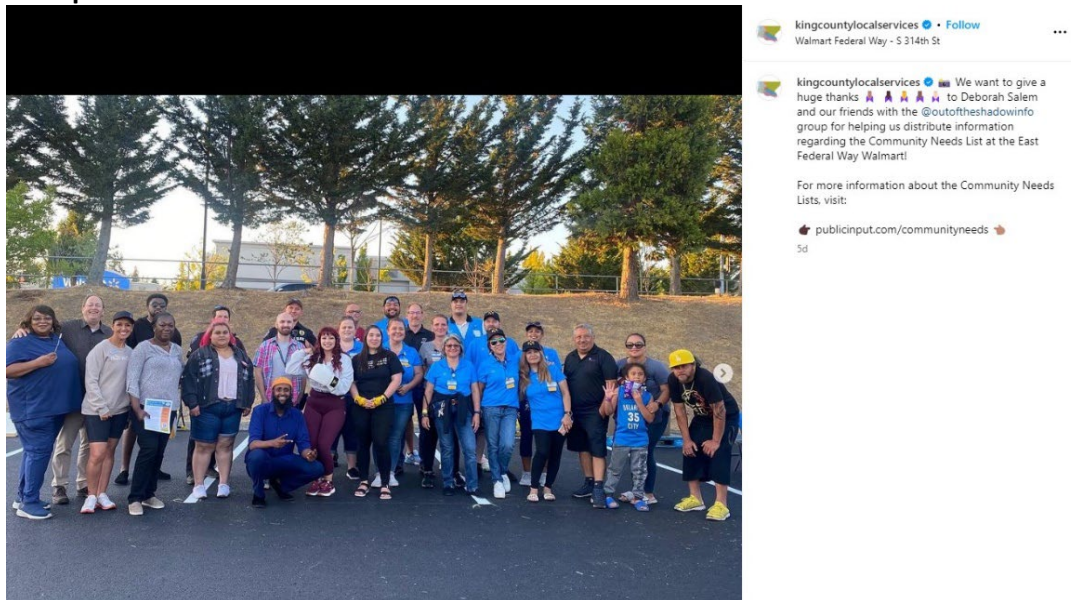 kingcountylocalservices • Follow
Walmart Federal Way - S 314th St
kingcountylocalservices 📷 We want to give a
huge thanks to Deborah Salem
and our friends with the @outoftheshadowinfo
group for helping us distribute information
regarding the Community Needs List at the East
Federal Way Walmart!
For more information about the Community Needs
Lists, visit:
publicinput.com/communityneeds
5d
35
CITY